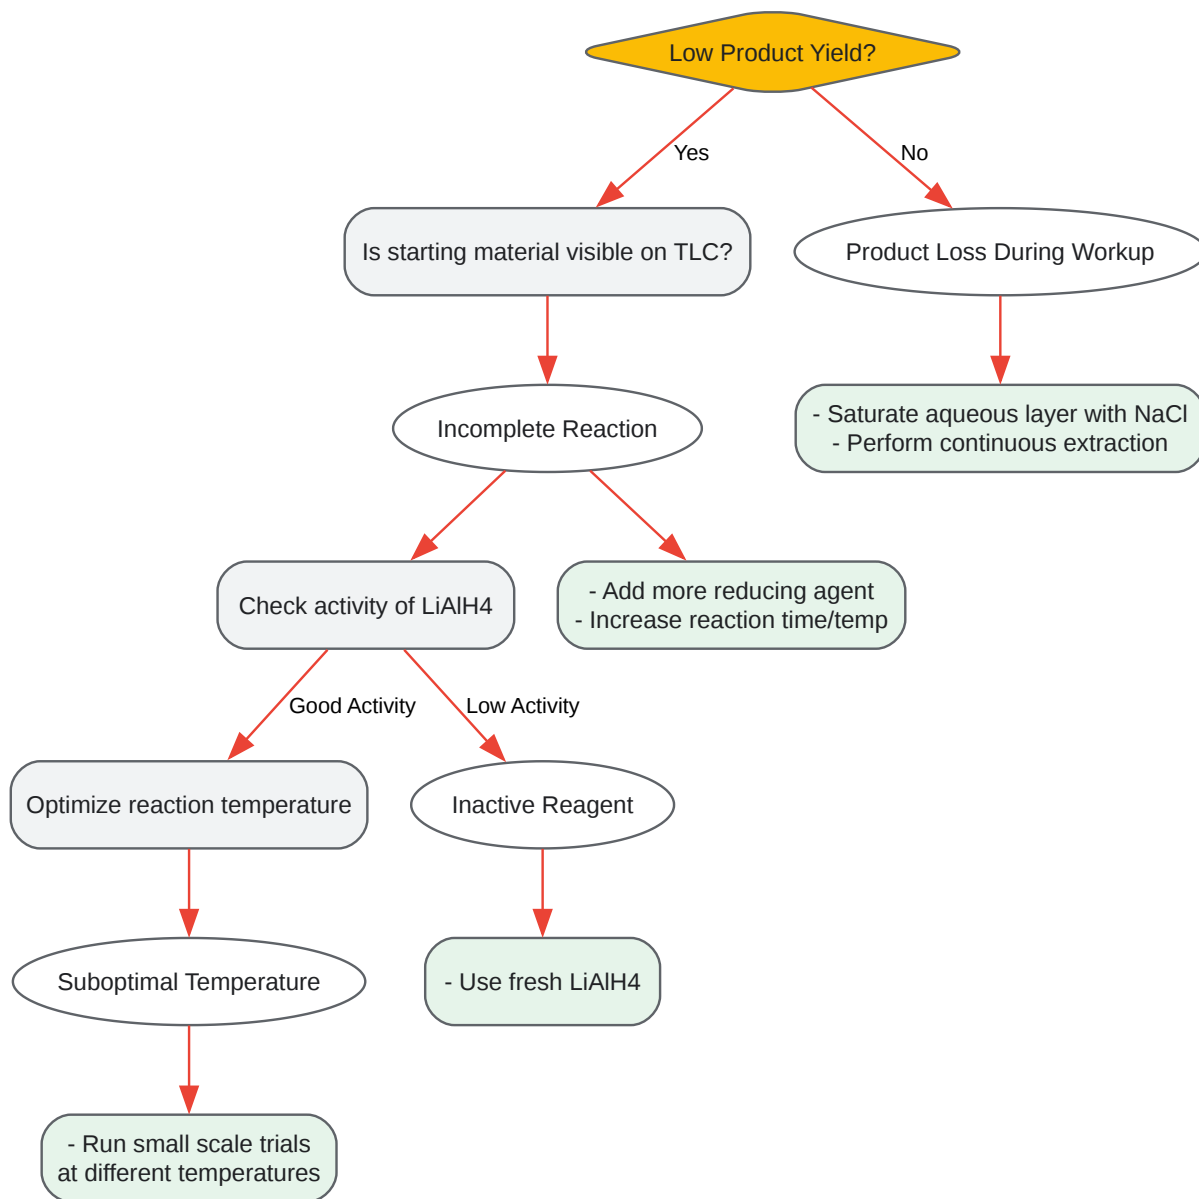 Low Product Yield?
Yes
No
Is starting material visible on TLC?
Product Loss During Workup
Incomplete Reaction
- Saturate aqueous layer with NaCl
- Perform continuous extraction
Check activity of LiAlH4
- Add more reducing agent
- Increase reaction time/temp
Good Activity
Low Activity
Optimize reaction temperature
Inactive Reagent
Suboptimal Temperature
- Use fresh LiAlH4
- Run small scale trials
at different temperatures